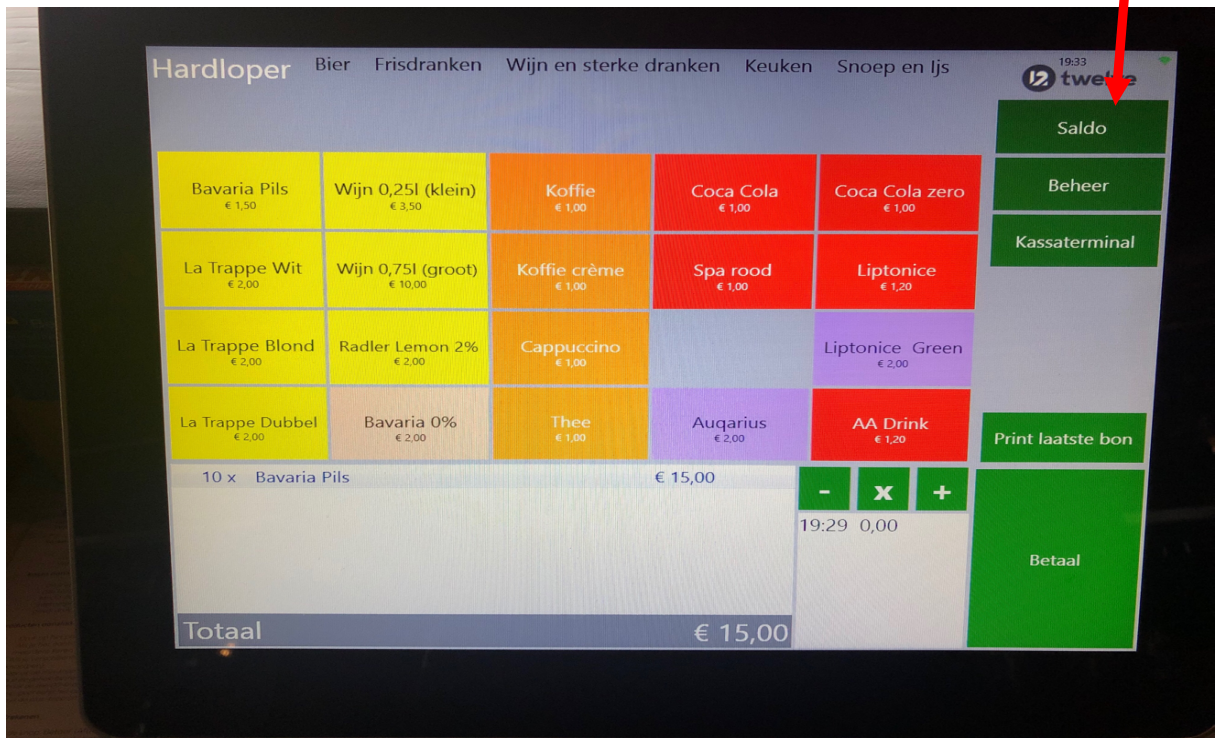 Hardloper Bier Frisdranken Wijn en sterke dranken Keuken Snoep en Ijs
19:33
12 twelve
Saldo
Beheer
Kassaterminal
Bavaria Pils
€ 1,50
Wijn 0,25l (klein)
€ 3,50
Koffie
€ 1,00
Coca Cola
€ 1,00
Coca Cola zero
€ 1,00
La Trappe Wit
€ 2,00
Wijn 0,75l (groot)
€ 10,00
Koffie crème
€ 1,00
Spa rood
€ 1,00
Liptonice
€ 1,20
La Trappe Blond
€ 2,00
Radler Lemon 2%
€ 2,00
Cappuccino
€ 1,00
Liptonice Green
€ 2,00
La Trappe Dubbel
€ 2,00
Bavaria 0%
€ 2,00
Thee
€ 1,00
Auqarius
€ 2,00
AA Drink
€ 1,20
Print laatste bon
10 x Bavaria Pils € 15,00
- x +
19:29 0,00
Betaal
Totaal € 15,00